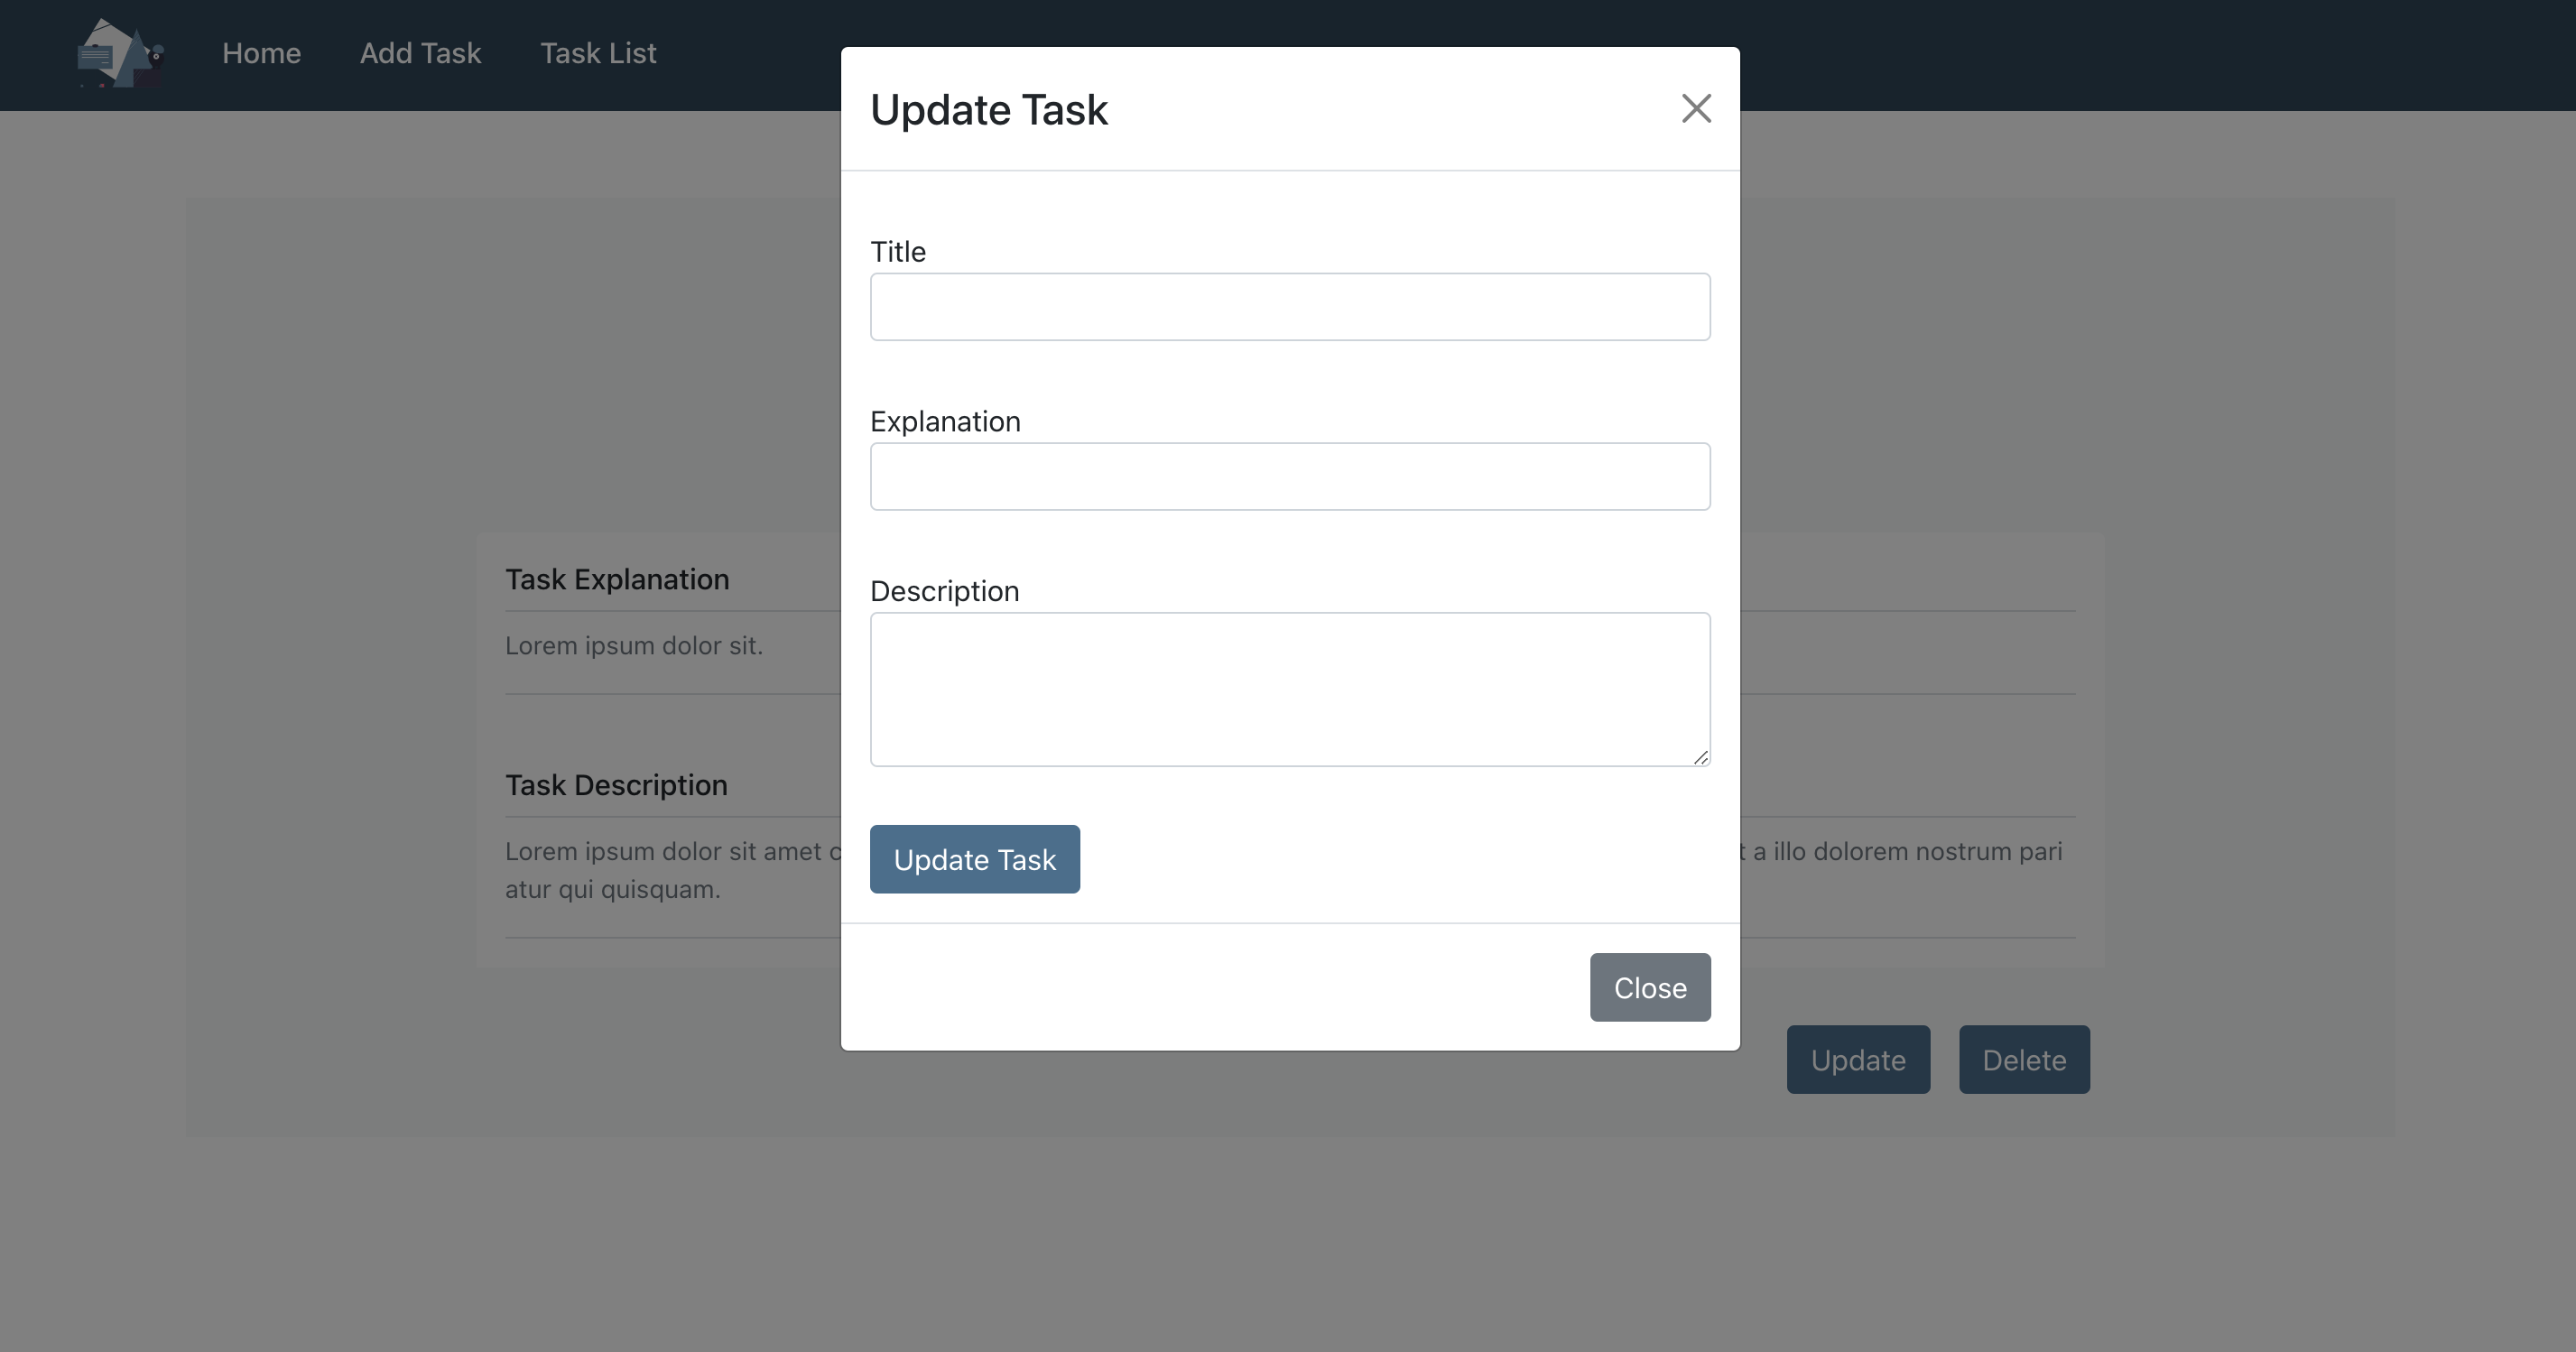 Home
Add Task
Task List
Update Task
Title
Explanation
Description
Update Task
Close
Task Explanation
Lorem ipsum dolor sit.
Task Description
Lorem ipsum dolor sit amet
a illo dolorem nostrum pari
atur qui quisquam.
Update
Delete